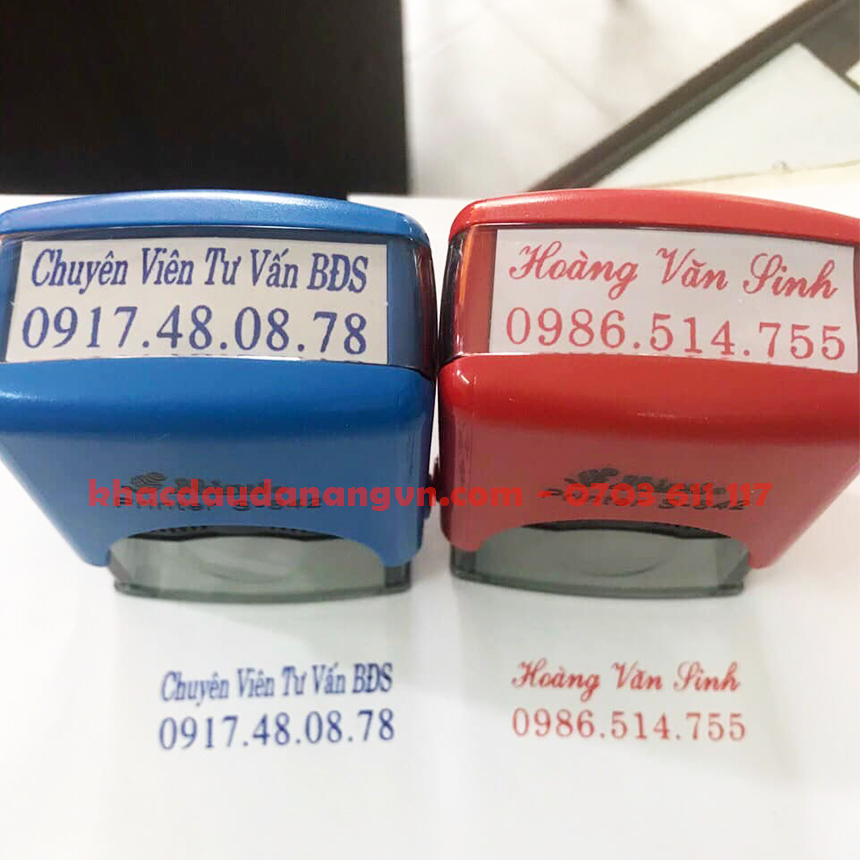 Chuyên Viên Tư Vấn BĐS
0917.48.08.78
Hoàng Văn Sinh
0986.514.755
khacdaudanangvn.com - 0703 611 117
Chuyên Viên Tư Vấn BĐS
0917.48.08.78
Hoàng Văn Sinh
0986.514.755